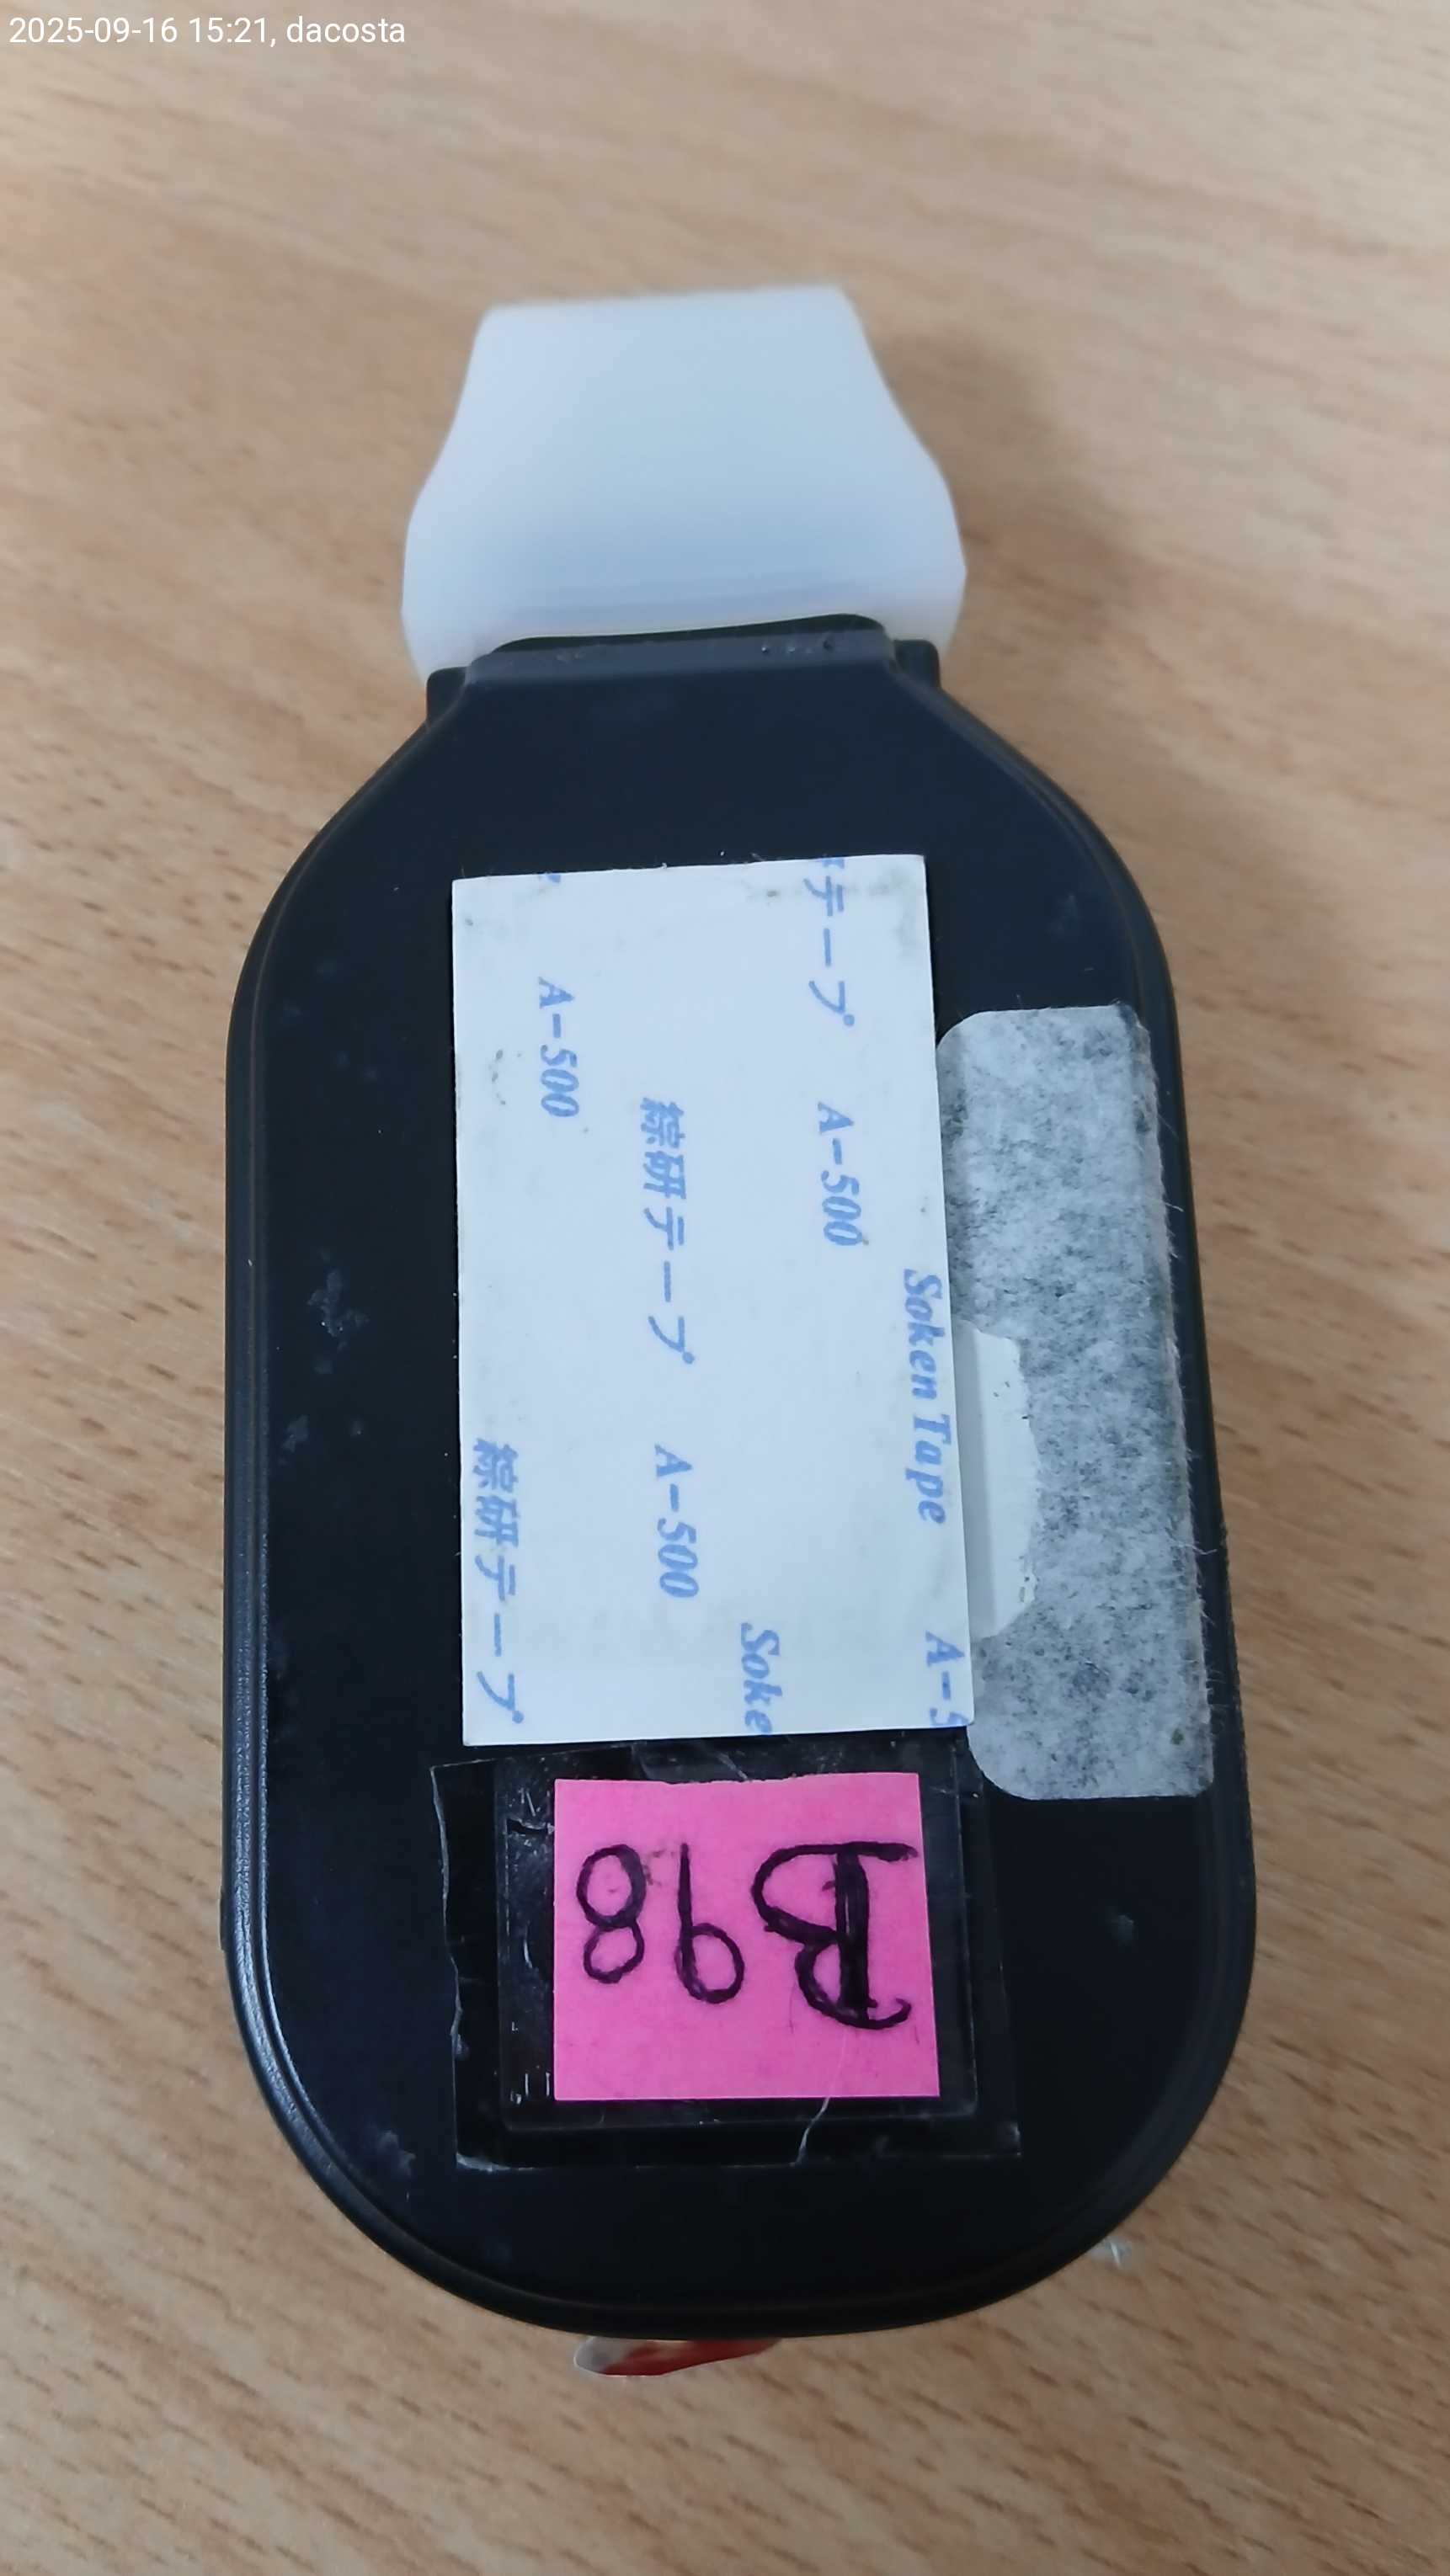 2025-09-16 15:21, dacosta
Soken Tape A-5
テープ A-500
Soke
綜研テープ A-500
A-500
綜研テープ
B98